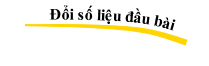 Đổi số liệu đầu bài